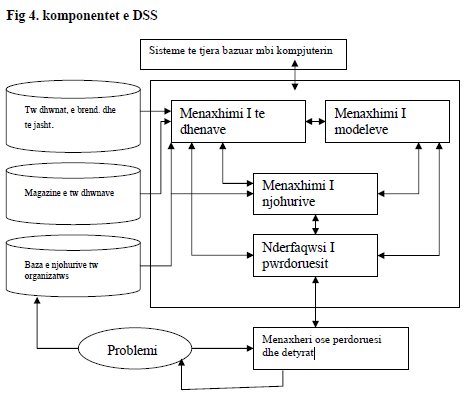 Fig 4. komponentet e DSS
Sisteme te tjera bazuar mbi kompjuterin
Tw dhwnat, e brend. dhe
te jasht.
Menaxhimi I te
dhenave
Menaxhimi I
modeleve
Magazine e tw dhwnave
Menaxhimi I
njohurive
Baza e njohurive tw
organizatws
Nderfaqwsi I
pwrdoruesit
Problemi
Menaxheri ose perdoruesi
dhe detyrat